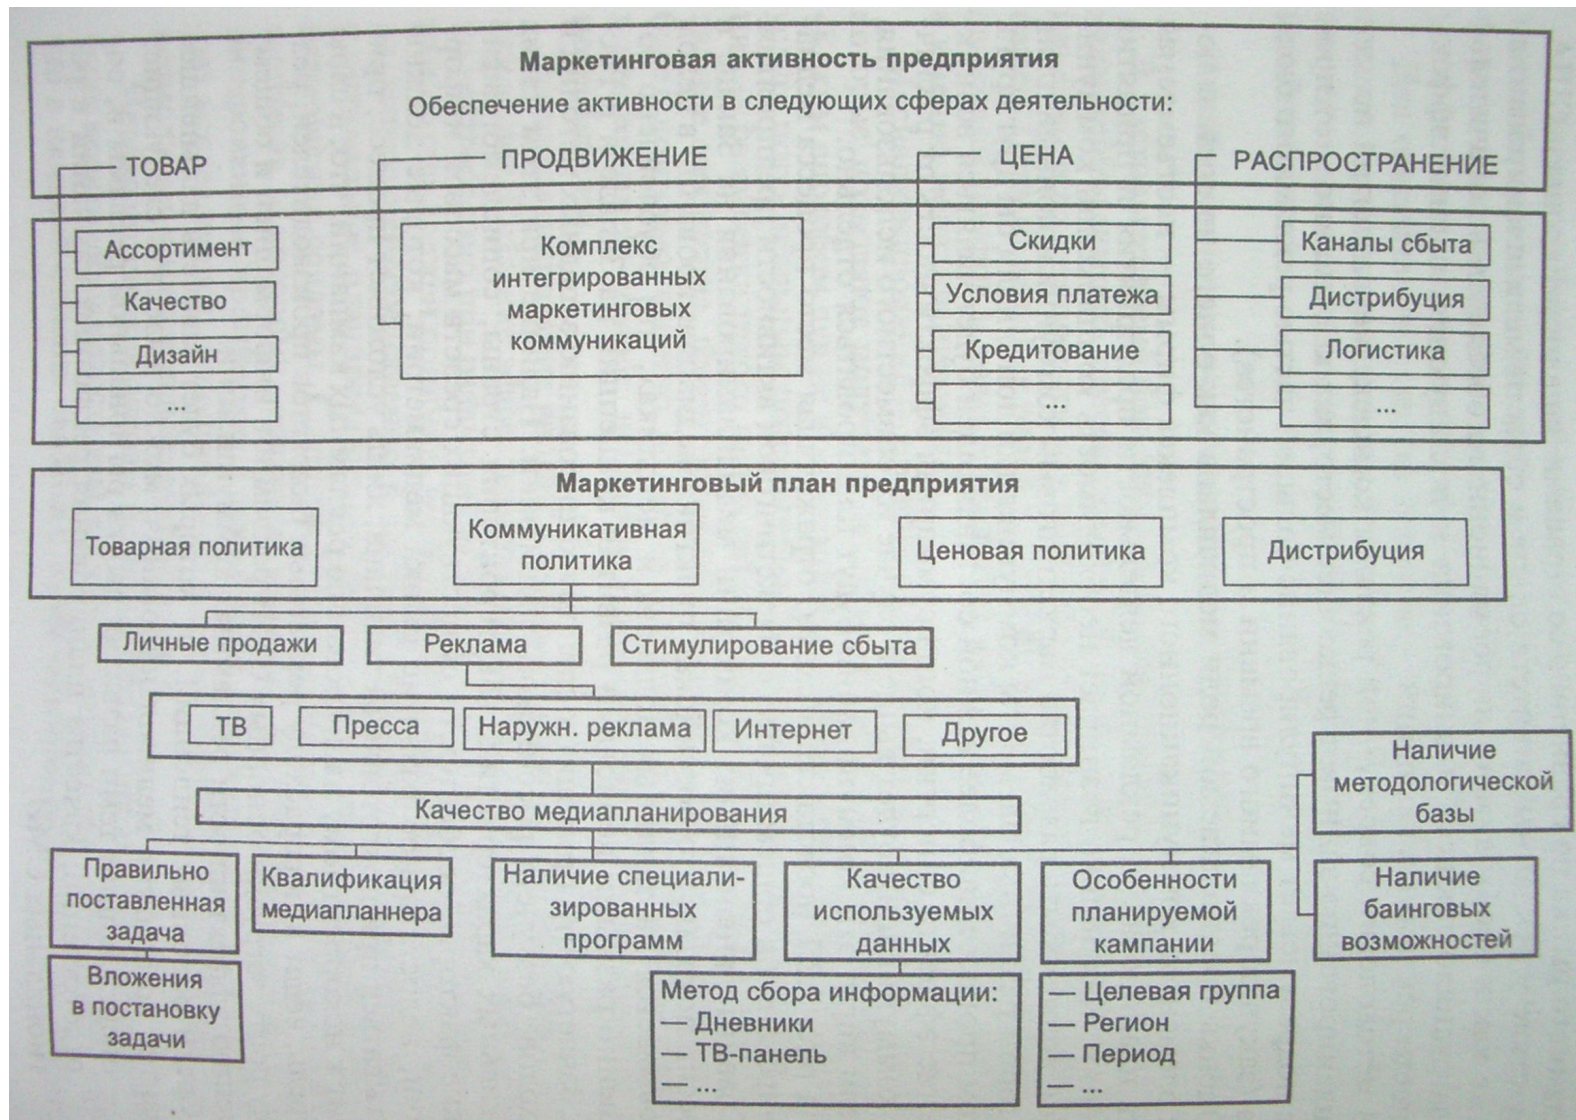 Маркетинговая активность предприятия
Обеспечение активности в следующих сферах деятельности:
ТОВАР
ПРОДВИЖЕНИЕ
ЦЕНА
РАСПРОСТРАНЕНИЕ
Ассортимент
Качество
Дизайн
...
Комплекс
интегрированных
маркетинговых
коммуникаций
Скидки
Условия платежа
Кредитование
...
Каналы сбыта
Дистрибуция
Логистика
...
Маркетинговый план предприятия
Товарная политика
Коммуникативная
политика
Ценовая политика
Дистрибуция
Личные продажи
Реклама
Стимулирование сбыта
ТВ
Пресса
Наружн. реклама
Интернет
Другое
Качество медиапланирования
Наличие
методологической
базы
Правильно
поставленная
задача
Квалификация
медиапланнера
Наличие специали-
зированных
программ
Качество
используемых
данных
Особенности
планируемой
кампании
Наличие
баинговых
возможностей
Вложения
в постановку
задачи
Метод сбора информации:
— Дневники
— ТВ-панель
— ...
— Целевая группа
— Регион
— Период
— ...